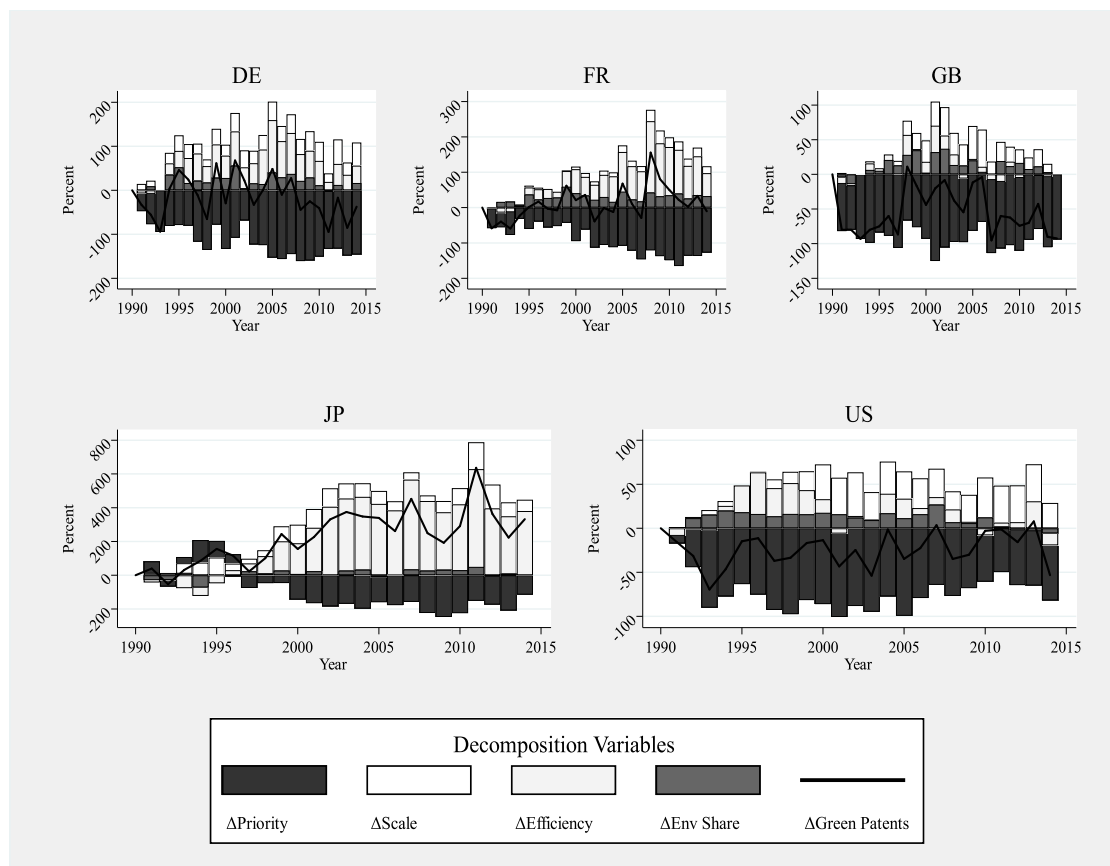 DE
Percent
200
100
0
-100
-200
1990 1995 2000 2005 2010 2015
Year
FR
Percent
300
200
100
0
-100
-200
1990 1995 2000 2005 2010 2015
Year
GB
Percent
100
50
0
-50
-100
-150
1990 1995 2000 2005 2010 2015
Year
JP
Percent
800
600
400
200
0
-200
1990 1995 2000 2005 2010 2015
Year
US
Percent
100
50
0
-50
-100
1990 1995 2000 2005 2010 2015
Year
Decomposition Variables
ΔPriority ΔScale ΔEfficiency ΔEnv Share ΔGreen Patents